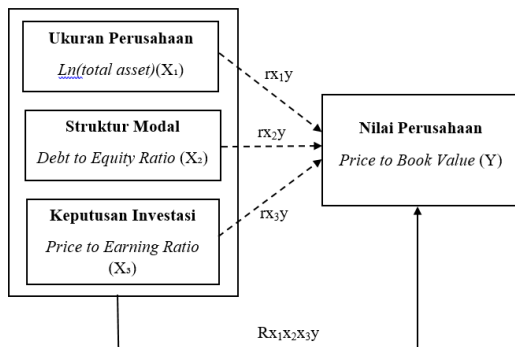 Ukuran Perusahaan
Ln(total asset)(X₁)
rx₁y
Struktur Modal
Debt to Equity Ratio (X₂)
rx₂y
Nilai Perusahaan
Price to Book Value (Y)
Keputusan Investasi
Price to Earning Ratio
(X₃)
rx₃y
Rx₁x₂x₃y